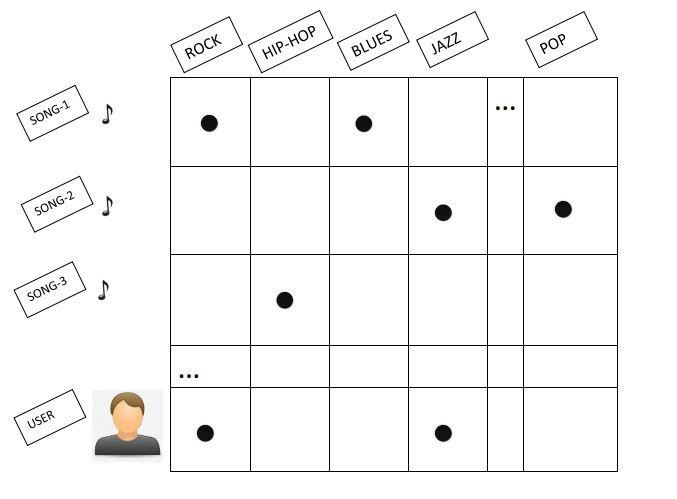 ROCK HIP-HOP BLUES JAZZ POP
SONG-1 ...
SONG-2
SONG-3
...
USER